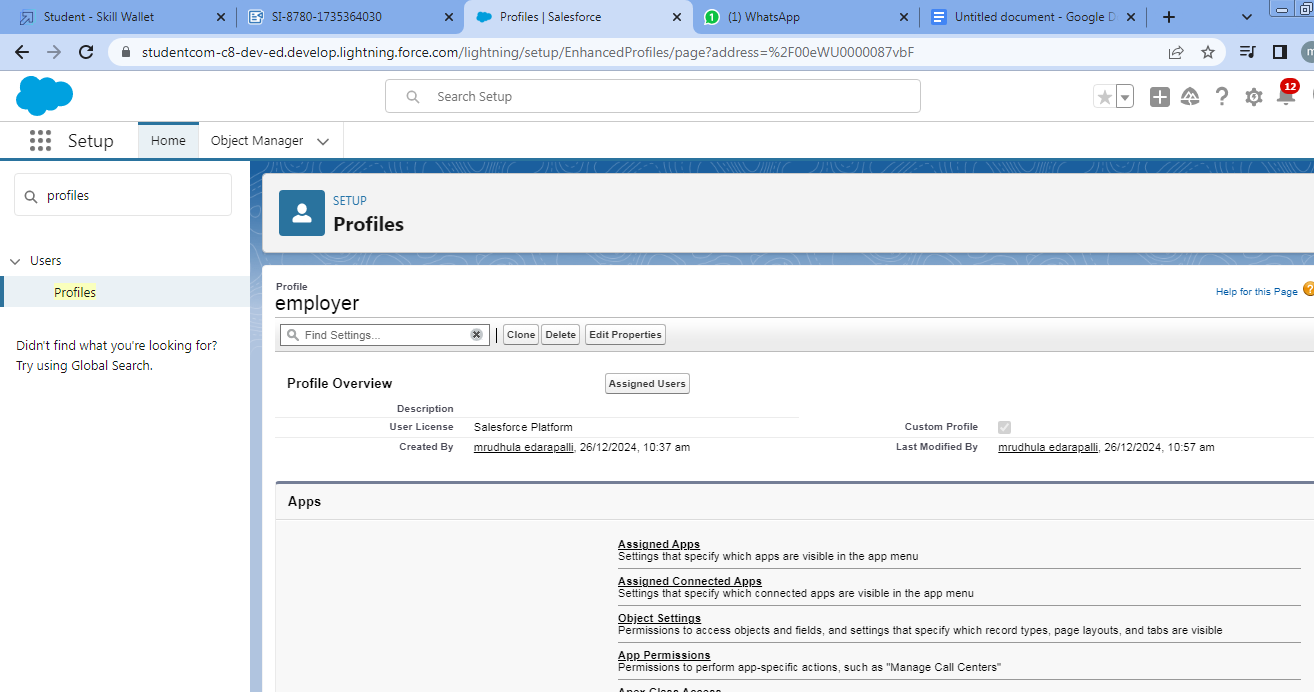 Student - Skill Wallet
SI-8780-1735364030
Profiles | Salesforce
1 (1) WhatsApp
Untitled document - Google D
studentcom-c8-dev-ed.develop.lightning.force.com/lightning/setup/EnhancedProfiles/page?address=%2F00eWU0000087vbF
m
Search Setup
12
Setup
Home
Object Manager
profiles
Users
Profiles
Didn't find what you're looking for?
Try using Global Search.
SETUP
Profiles
Profile
employer
Help for this Page ?
Find Settings...
Clone
Delete
Edit Properties
Profile Overview
Assigned Users
Description
User License Salesforce Platform
Custom Profile
Created By mrudhula edarapalli, 26/12/2024, 10:37 am
Last Modified By mrudhula edarapalli, 26/12/2024, 10:57 am
Apps
Assigned Apps
Settings that specify which apps are visible in the app menu
Assigned Connected Apps
Settings that specify which connected apps are visible in the app menu
Object Settings
Permissions to access objects and fields, and settings that specify which record types, page layouts, and tabs are visible
App Permissions
Permissions to perform app-specific actions, such as "Manage Call Centers"
Apex Class Access